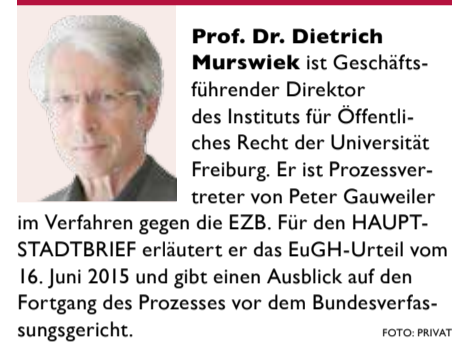 Prof. Dr. Dietrich
Murswiek ist Geschäfts-
führender Direktor
des Instituts für Öffentli-
ches Recht der Universität
Freiburg. Er ist Prozessver-
treter von Peter Gauweiler
im Verfahren gegen die EZB. Für den HAUPT-
STADTBRIEF erläutert er das EuGH-Urteil vom
16. Juni 2015 und gibt einen Ausblick auf den
Fortgang des Prozesses vor dem Bundesverfas-
sungsgericht.
FOTO: PRIVAT